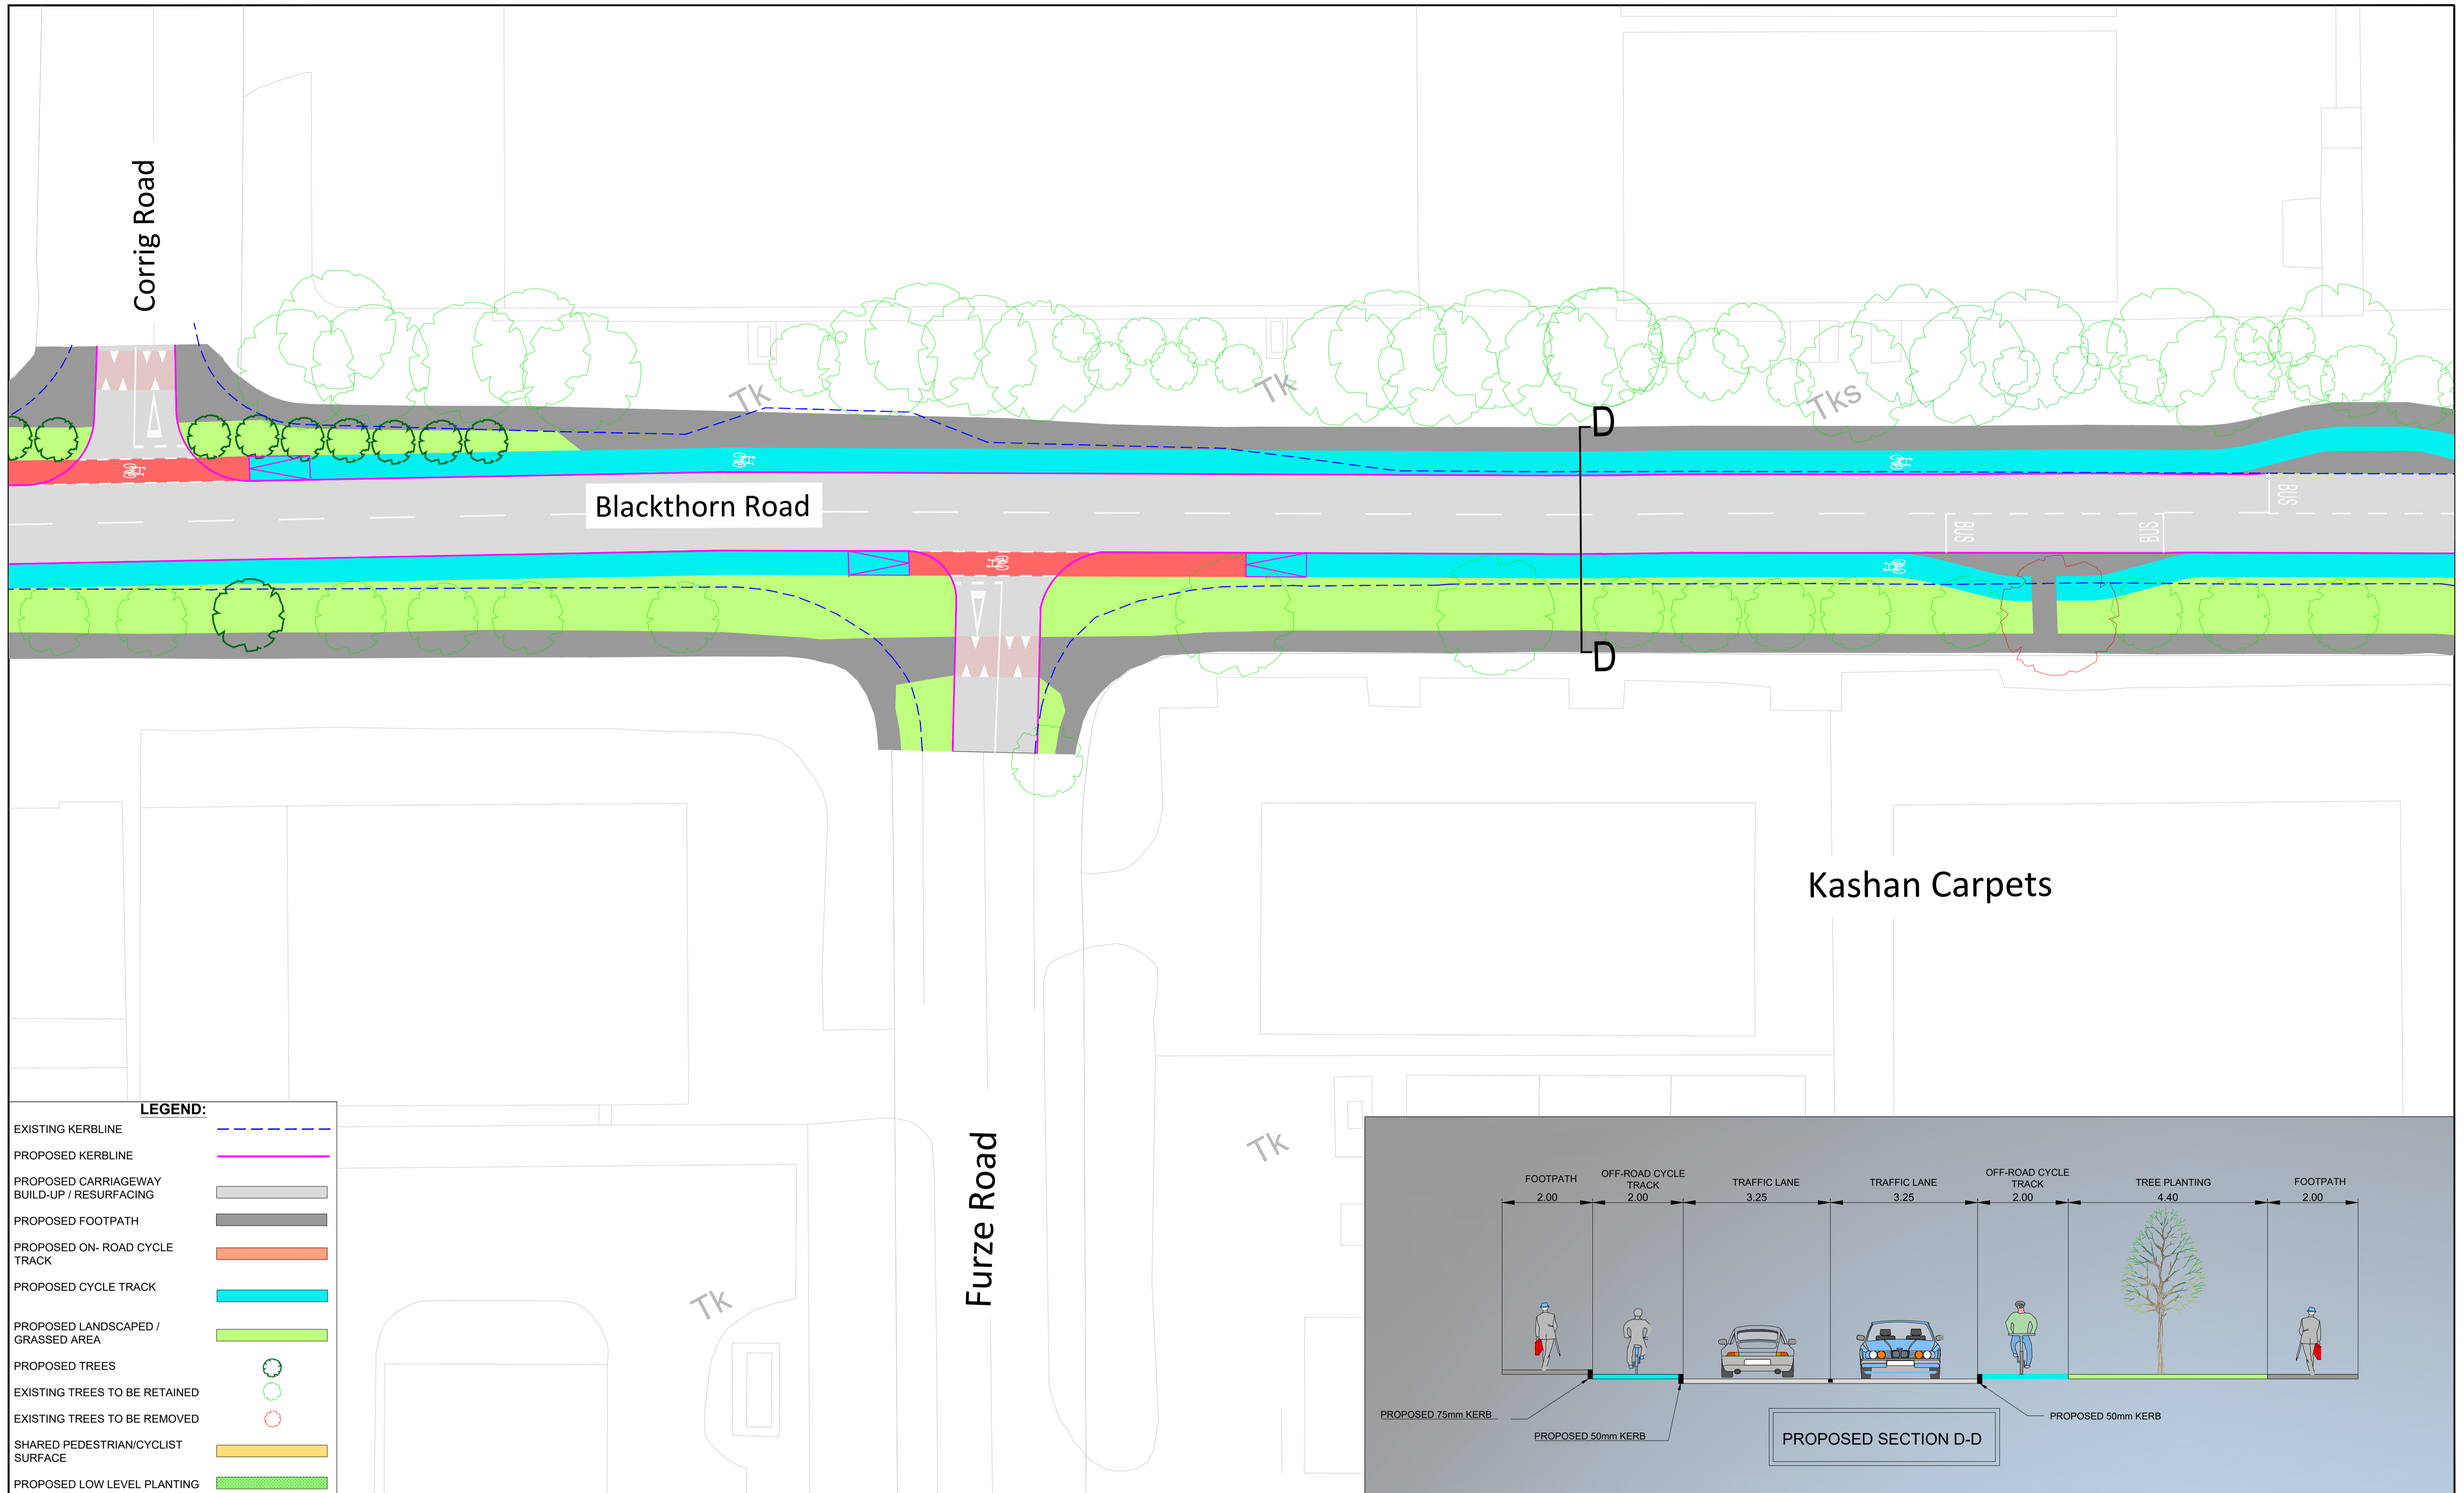 Corrig Road
Tk
Tk
Tks
D
Blackthorn Road
BUS
BUS
BUS
D
Kashan Carpets
Furze Road
Tk
Tk
LEGEND:
EXISTING KERBLINE
PROPOSED KERBLINE
PROPOSED CARRIAGEWAY
BUILD-UP / RESURFACING
PROPOSED FOOTPATH
PROPOSED ON- ROAD CYCLE
TRACK
PROPOSED CYCLE TRACK
PROPOSED LANDSCAPED /
GRASSED AREA
PROPOSED TREES
EXISTING TREES TO BE RETAINED
EXISTING TREES TO BE REMOVED
SHARED PEDESTRIAN/CYCLIST
SURFACE
PROPOSED LOW LEVEL PLANTING
FOOTPATH
2.00
OFF-ROAD CYCLE
TRACK
2.00
TRAFFIC LANE
3.25
TRAFFIC LANE
3.25
OFF-ROAD CYCLE
TRACK
2.00
TREE PLANTING
4.40
FOOTPATH
2.00
PROPOSED 75mm KERB
PROPOSED 50mm KERB
PROPOSED 50mm KERB
PROPOSED SECTION D-D